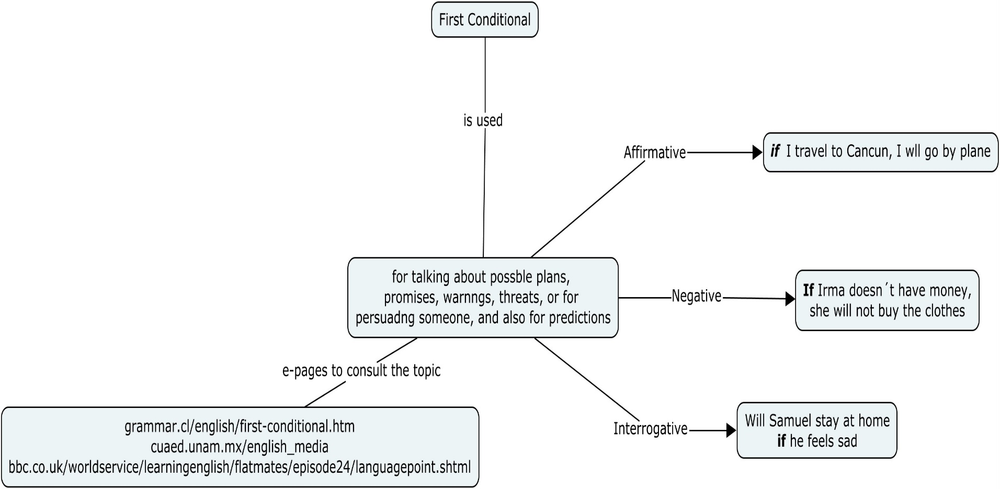 First Conditional
is used
Affirmative
if I travel to Cancun, I wll go by plane
for talking about possble plans,
promises, warnngs, threats, or for
persuadng someone, and also for predictions
Negative
If Irma doesn´t have money,
she will not buy the clothes
e-pages to consult the topic
Interrogative
Will Samuel stay at home
if he feels sad
grammar.cl/english/first-conditional.htm
cuaed.unam.mx/english_media
bbc.co.uk/worldservice/learningenglish/flatmates/episode24/languagepoint.shtml